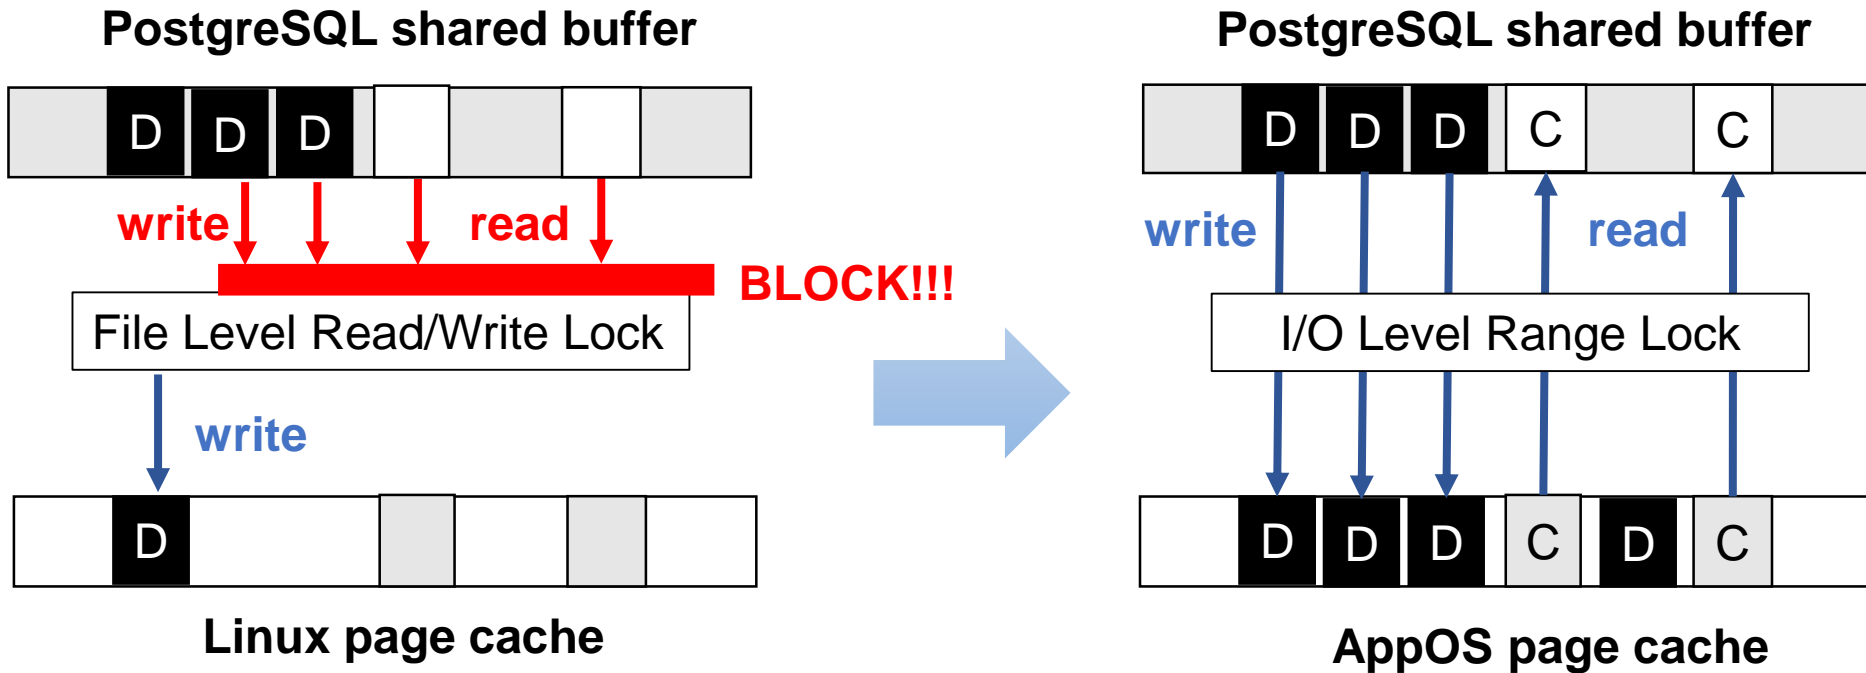 PostgreSQL shared buffer
D D D
write read
BLOCK!!!
File Level Read/Write Lock
write
D
Linux page cache
PostgreSQL shared buffer
D D D C C
write read
I/O Level Range Lock
D D D C D C
AppOS page cache